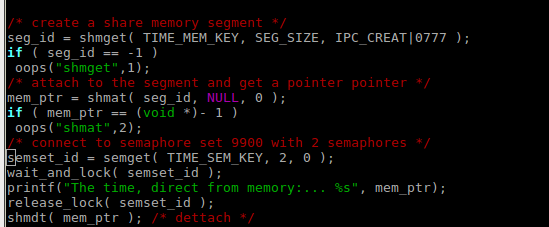 /* create a share memory segment */
seg_id = shmget( TIME_MEM_KEY, SEG_SIZE, IPC_CREAT|0777 );
if ( seg_id == -1 )
 oops("shmget",1);
/* attach to the segment and get a pointer pointer */
mem_ptr = shmat( seg_id, NULL, 0 );
if ( mem_ptr == (void *)- 1 )
 oops("shmat",2);
/* connect to semaphore set 9900 with 2 semaphores */
semset_id = semget( TIME_SEM_KEY, 2, 0 );
wait_and_lock( semset_id );
printf("The time, direct from memory:... %s", mem_ptr);
release_lock( semset_id );
shmdt( mem_ptr ); /* dettach */